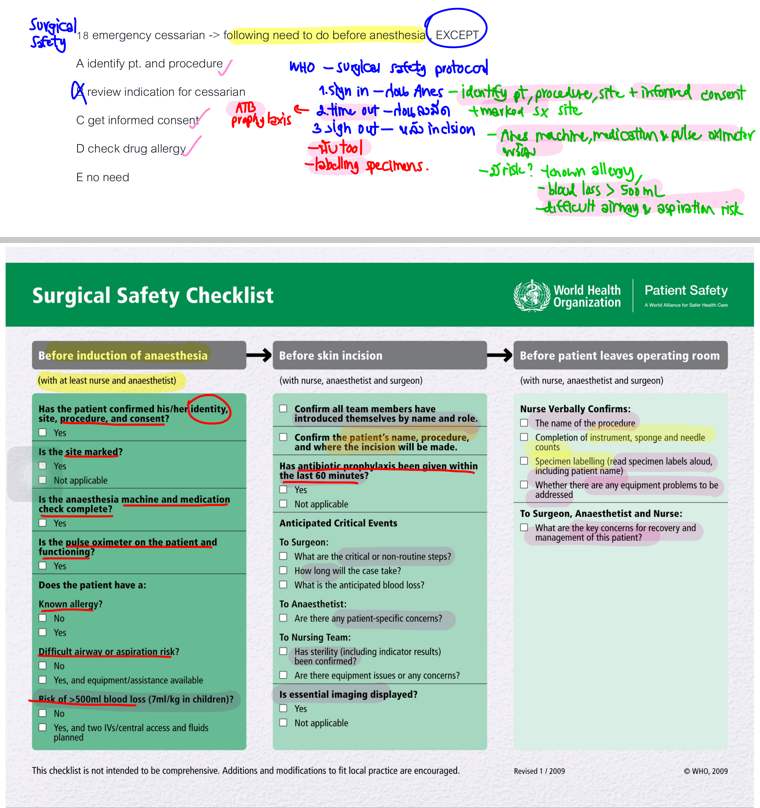 Surgical
Safety
18 emergency cessarian -> following need to do before anesthesia, EXCEPT
A identify pt. and procedure
B review indication for cessarian
C get informed consent
D check drug allergy
E no need
WHO – surgical safety protocol
1. sign in – ก่อน Anes – identify pt, procedure, site + informed consent
+ marked sx site
ATB prophylaxis ← 2. time out – ก่อนลงมีด
3. sign out – หลัง incision
– นับ tool
– labelling specimens.
– Anes machine, medication & pulse oximeter
พร้อม
– มี risk? – known allergy,
– blood loss > 500 mL
– difficult airway & aspiration risk
Surgical Safety Checklist
World Health
Organization
Patient Safety
A World Alliance for Safer Health Care
Before induction of anaesthesia
(with at least nurse and anaesthetist)
Has the patient confirmed his/her identity,
site, procedure, and consent?
Yes
Is the site marked?
Yes
Not applicable
Is the anaesthesia machine and medication
check complete?
Yes
Is the pulse oximeter on the patient and
functioning?
Yes
Does the patient have a:
Known allergy?
No
Yes
Difficult airway or aspiration risk?
No
Yes, and equipment/assistance available
Risk of >500ml blood loss (7ml/kg in children)?
No
Yes, and two IVs/central access and fluids
planned
Before skin incision
(with nurse, anaesthetist and surgeon)
Confirm all team members have
introduced themselves by name and role.
Confirm the patient's name, procedure,
and where the incision will be made.
Has antibiotic prophylaxis been given within
the last 60 minutes?
Yes
Not applicable
Anticipated Critical Events
To Surgeon:
What are the critical or non-routine steps?
How long will the case take?
What is the anticipated blood loss?
To Anaesthetist:
Are there any patient-specific concerns?
To Nursing Team:
Has sterility (including indicator results)
been confirmed?
Are there equipment issues or any concerns?
Is essential imaging displayed?
Yes
Not applicable
Before patient leaves operating room
(with nurse, anaesthetist and surgeon)
Nurse Verbally Confirms:
The name of the procedure
Completion of instrument, sponge and needle
counts
Specimen labelling (read specimen labels aloud,
including patient name)
Whether there are any equipment problems to be
addressed
To Surgeon, Anaesthetist and Nurse:
What are the key concerns for recovery and
management of this patient?
This checklist is not intended to be comprehensive. Additions and modifications to fit local practice are encouraged.
Revised 1 / 2009
© WHO, 2009